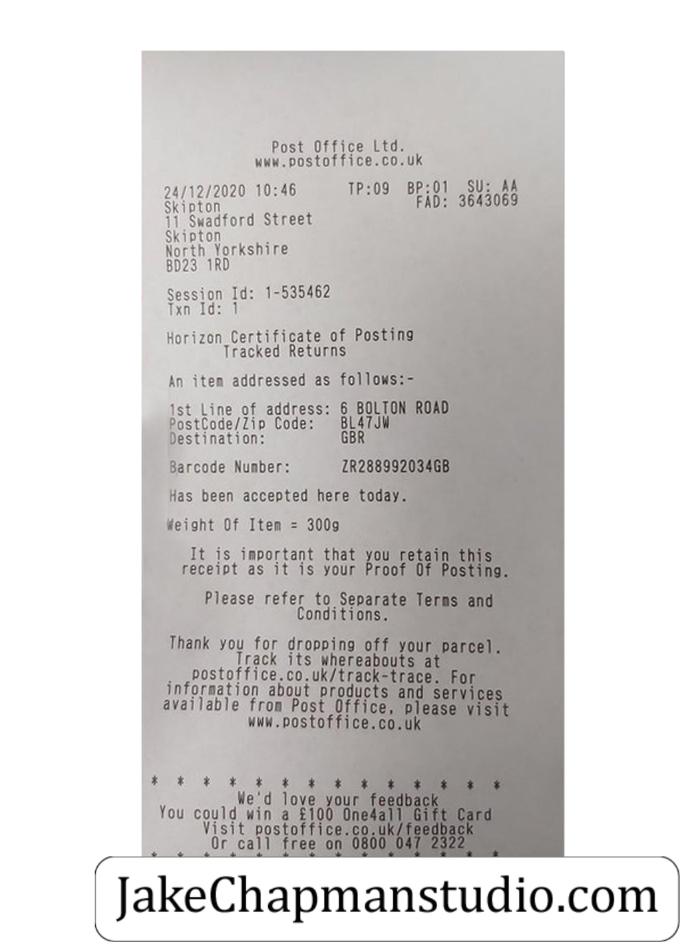 Post Office Ltd.
www.postoffice.co.uk
24/12/2020 10:46 TP:09 BP:01 SU: AA
Skipton FAD: 3643069
11 Swadford Street
Skipton
North Yorkshire
BD23 1RD
Session Id: 1-535462
Txn Id: 1
Horizon Certificate of Posting
Tracked Returns
An item addressed as follows:-
1st Line of address: 6 BOLTON ROAD
PostCode/Zip Code: BL47JW
Destination: GBR
Barcode Number: ZR288992034GB
Has been accepted here today.
Weight Of Item = 300g
It is important that you retain this
receipt as it is your Proof Of Posting.
Please refer to Separate Terms and
Conditions.
Thank you for dropping off your parcel.
Track its whereabouts at
postoffice.co.uk/track-trace. For
information about products and services
available from Post Office, please visit
www.postoffice.co.uk
* * * * * * * * * * * * * *
We'd love your feedback
You could win a £100 One4all Gift Card
Visit postoffice.co.uk/feedback
Or call free on 0800 047 2322
* * * * * * * * * * * * * *
JakeChapmanstudio.com